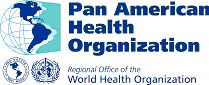 Pan American
Health
Organization
Regional Office of the
World Health Organization